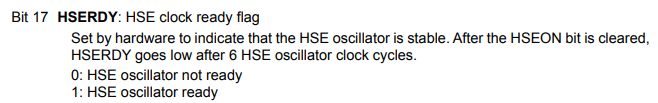 Bit 17 HSERDY: HSE clock ready flag
Set by hardware to indicate that the HSE oscillator is stable. After the HSEON bit is cleared,
HSERDY goes low after 6 HSE oscillator clock cycles.
0: HSE oscillator not ready
1: HSE oscillator ready